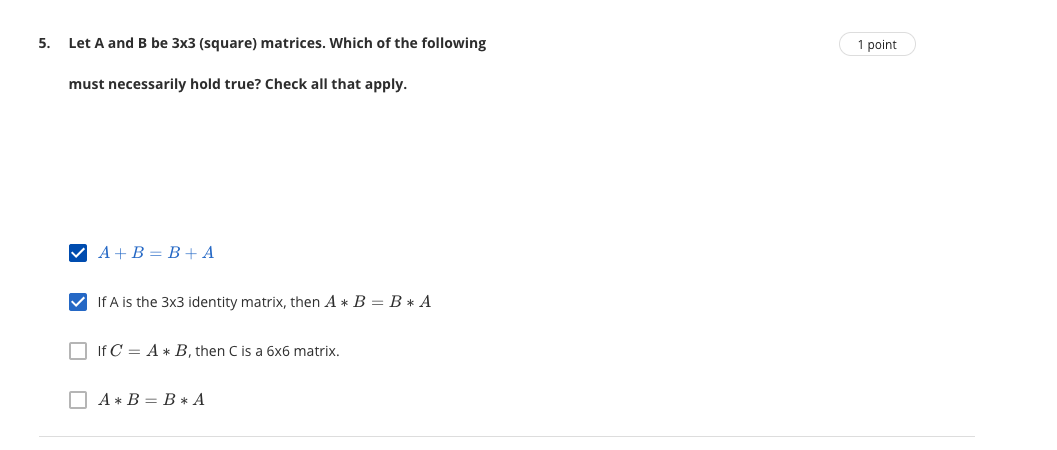 5. Let A and B be 3x3 (square) matrices. Which of the following
1 point
must necessarily hold true? Check all that apply.
A + B = B + A
If A is the 3x3 identity matrix, then A ∗ B = B ∗ A
If C = A ∗ B, then C is a 6x6 matrix.
A ∗ B = B ∗ A